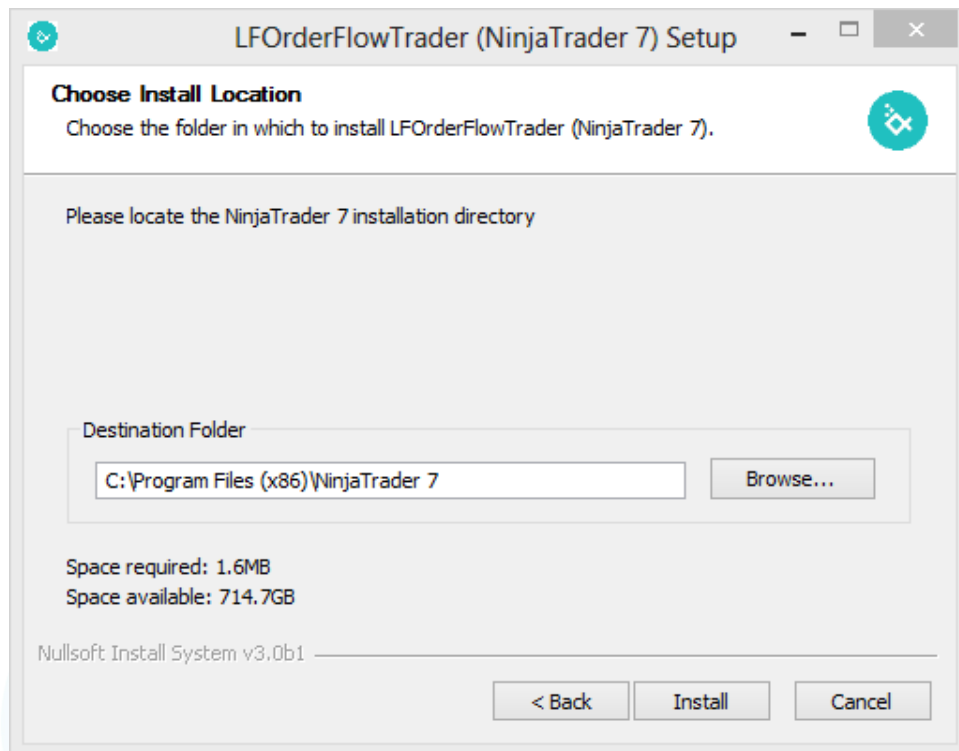 LFOrderFlowTrader (NinjaTrader 7) Setup
Choose Install Location
Choose the folder in which to install LFOrderFlowTrader (NinjaTrader 7).
Please locate the NinjaTrader 7 installation directory
Destination Folder
C:\Program Files (x86)\NinjaTrader 7
Browse...
Space required: 1.6MB
Space available: 714.7GB
Nullsoft Install System v3.0b1
< Back
Install
Cancel